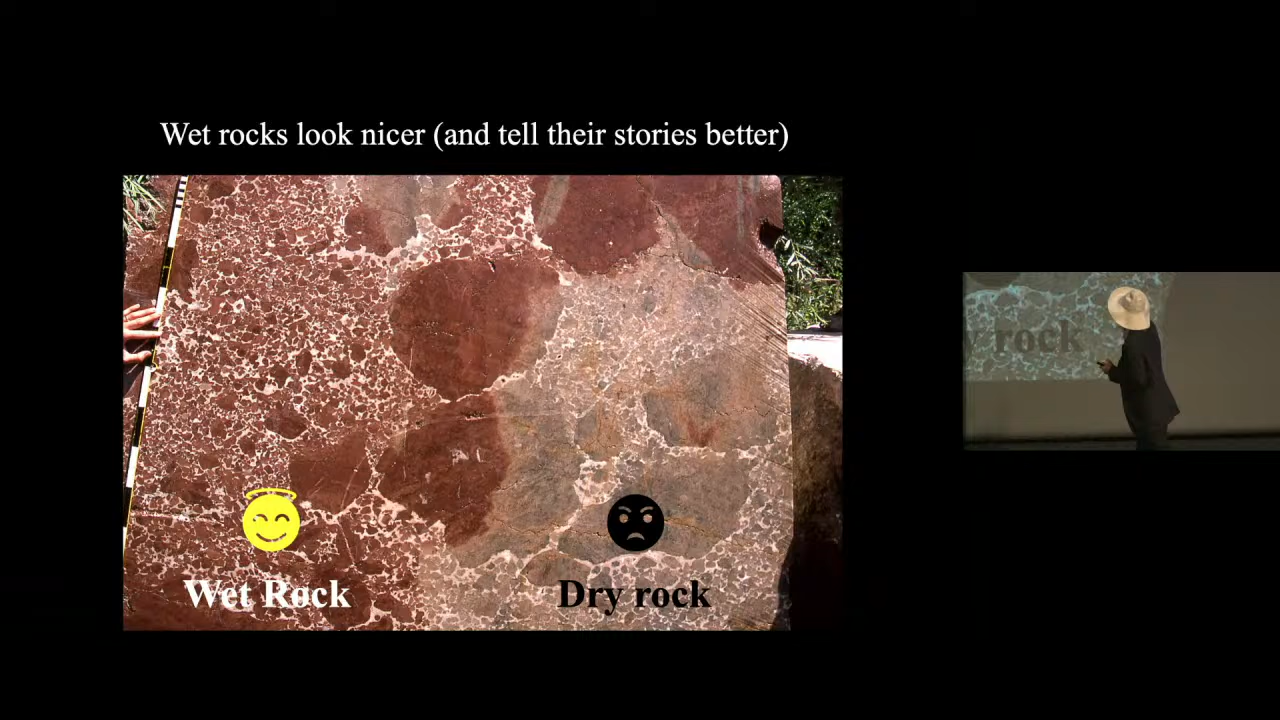 Wet rocks look nicer (and tell their stories better)
Wet Rock
Dry rock
y rock